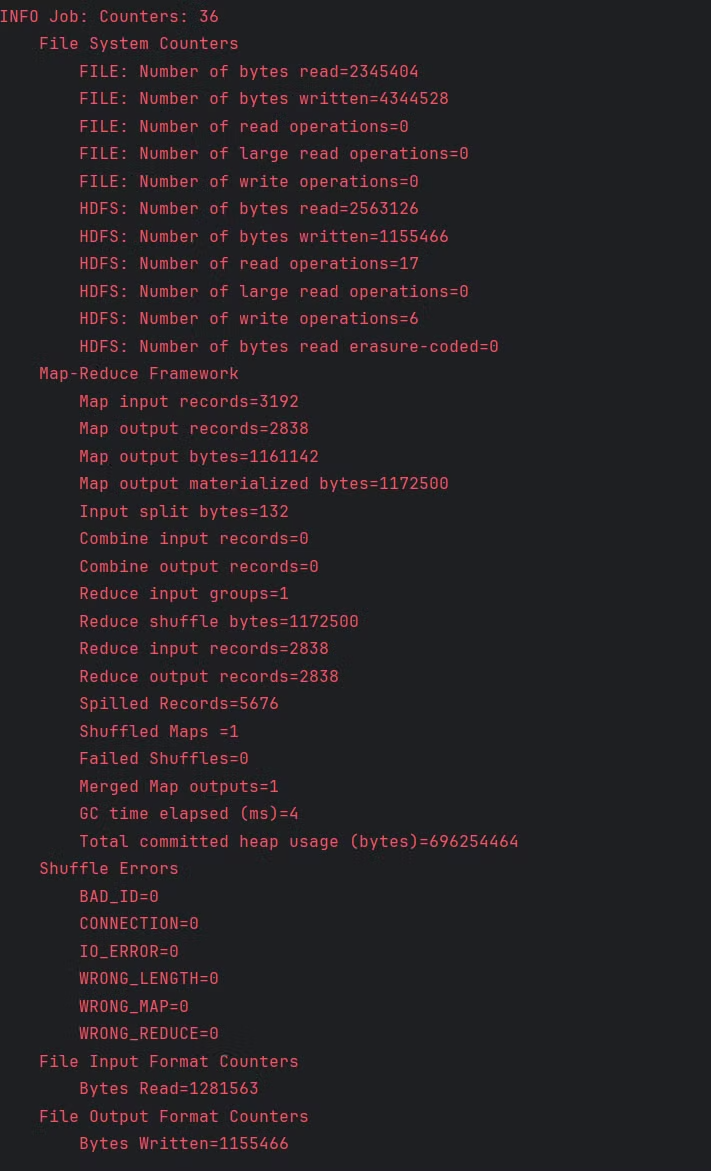 INFO Job: Counters: 36
File System Counters
FILE: Number of bytes read=2345404
FILE: Number of bytes written=4344528
FILE: Number of read operations=0
FILE: Number of large read operations=0
FILE: Number of write operations=0
HDFS: Number of bytes read=2563126
HDFS: Number of bytes written=1155466
HDFS: Number of read operations=17
HDFS: Number of large read operations=0
HDFS: Number of write operations=6
HDFS: Number of bytes read erasure-coded=0
Map-Reduce Framework
Map input records=3192
Map output records=2838
Map output bytes=1161142
Map output materialized bytes=1172500
Input split bytes=132
Combine input records=0
Combine output records=0
Reduce input groups=1
Reduce shuffle bytes=1172500
Reduce input records=2838
Reduce output records=2838
Spilled Records=5676
Shuffled Maps =1
Failed Shuffles=0
Merged Map outputs=1
GC time elapsed (ms)=4
Total committed heap usage (bytes)=696254464
Shuffle Errors
BAD_ID=0
CONNECTION=0
IO_ERROR=0
WRONG_LENGTH=0
WRONG_MAP=0
WRONG_REDUCE=0
File Input Format Counters
Bytes Read=1281563
File Output Format Counters
Bytes Written=1155466